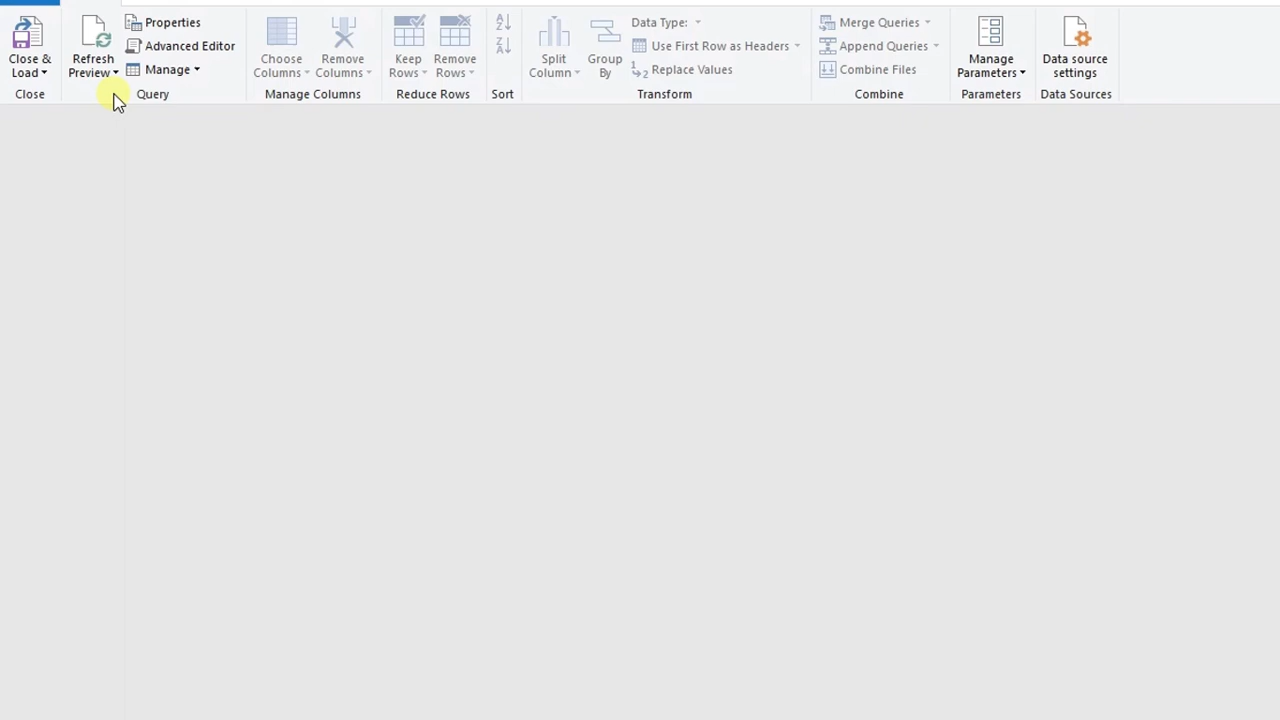 Close &
Load
Close
Refresh
Preview
Properties
Advanced Editor
Manage
Query
Choose
Columns
Remove
Columns
Manage Columns
Keep
Rows
Remove
Rows
Reduce Rows
A
Z
Z
A
Sort
Split
Column
Group
By
Data Type:
Use First Row as Headers
1
2 Replace Values
Transform
Merge Queries
Append Queries
Combine Files
Combine
Manage
Parameters
Parameters
Data source
settings
Data Sources